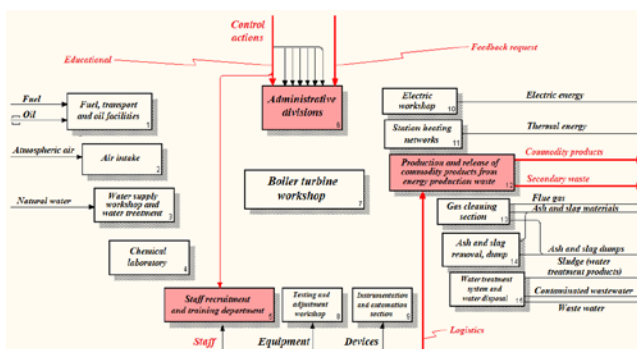 Control
actions
Educational
Feedback request
Fuel
Oil
Fuel, transport
and oil facilities
1
Administrative
divisions
6
Electric
workshop
10
Electric energy
Station heating
networks
11
Thermal energy
Atmospheric air
Air intake
2
Production and release of
commodity products from
energy production waste
12
Commodity products
Secondary waste
Boiler turbine
workshop
7
Natural water
Water supply
workshop and
water treatment
3
Gas cleaning
section
13
Flue gas
Ash and slag materials
Chemical
laboratory
4
Ash and slag
removal, dump
14
Ash and slag dumps
Sludge (water
treatment products)
Water treatment
system and
water disposal
15
Contaminated wastewater
Waste water
Staff recruitment
and training department
5
Testing and
adjustment
workshop
8
Instrumentation
and automation
section
9
Staff
Equipment
Devices
Logistics